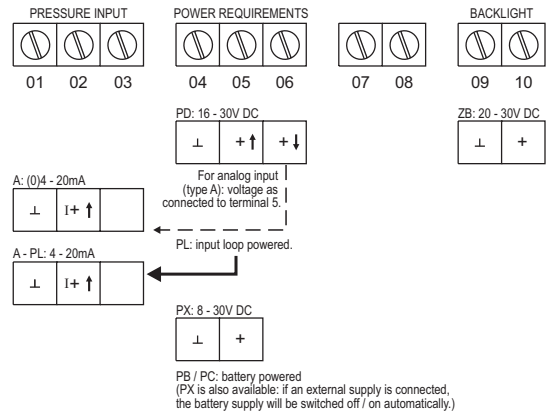 PRESSURE INPUT
POWER REQUIREMENTS
BACKLIGHT
01 02 03
04 05 06
07 08
09 10
PD: 16 - 30V DC
⊥ + ↑ + ↓
ZB: 20 - 30V DC
⊥ +
For analog input
(type A): voltage as
connected to terminal 5.
A: (0)4 - 20mA
⊥ I+ ↑
PL: input loop powered.
A - PL: 4 - 20mA
⊥ I+ ↑
PX: 8 - 30V DC
⊥ +
PB / PC: battery powered
(PX is also available: if an external supply is connected,
the battery supply will be switched off / on automatically.)